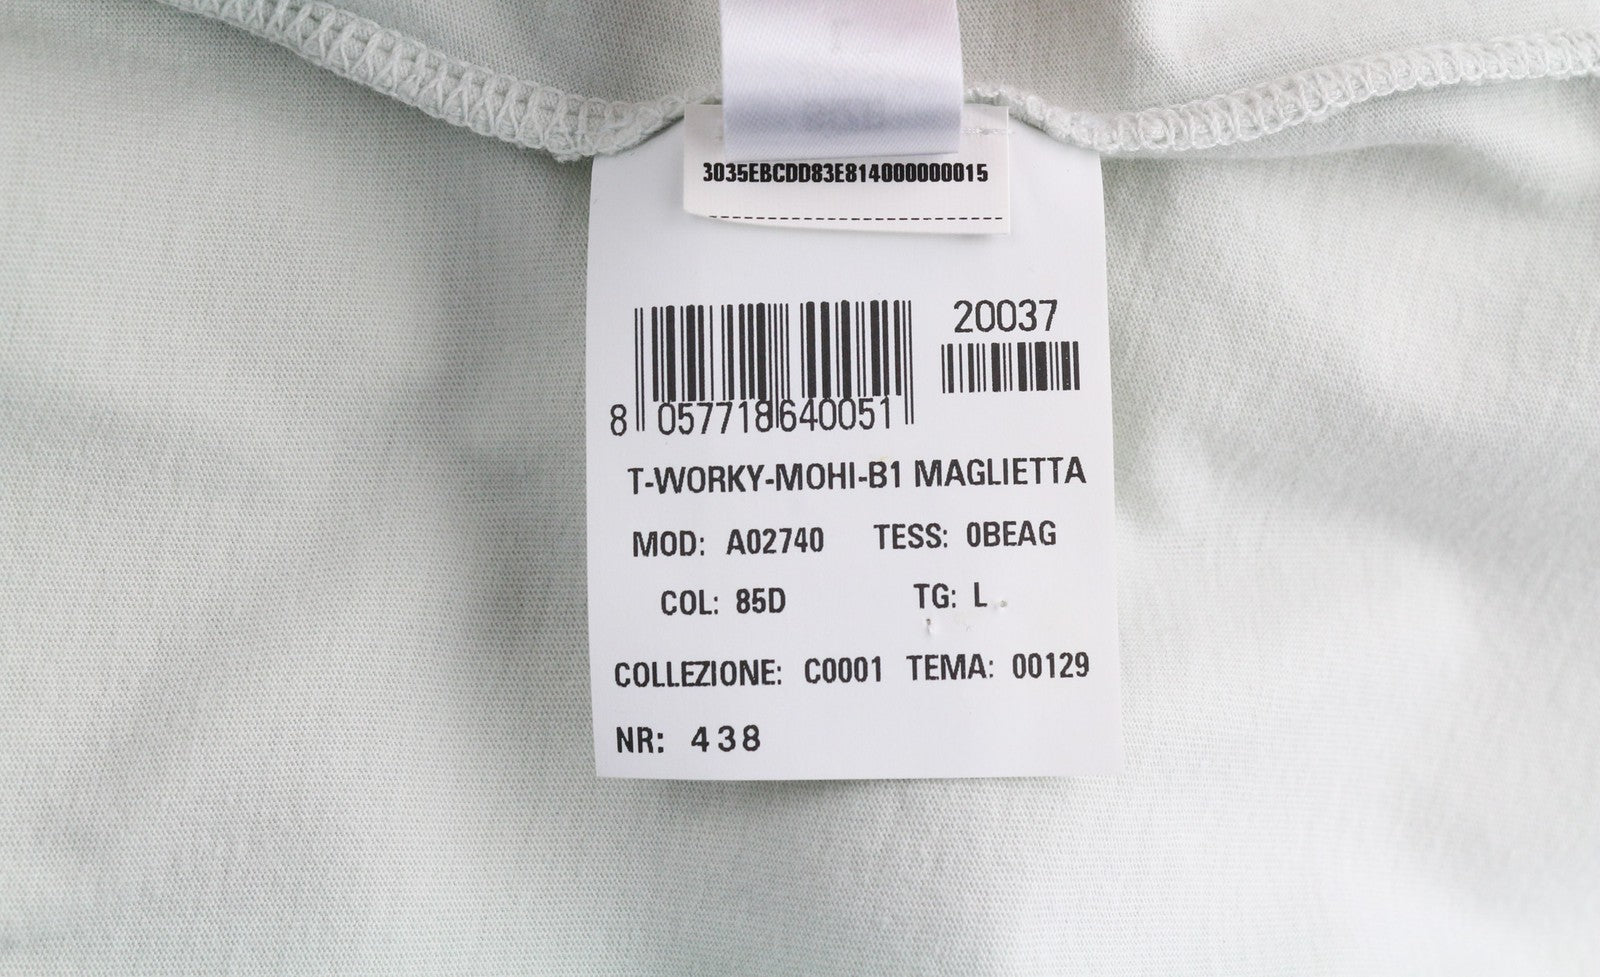 3035EBCDD83E814000000015
20037
8 057718 640051
T-WORKY-MOHI-B1 MAGLIETTA
MOD: A02740 TESS: 0BEAG
COL: 85D TG: L
COLLEZIONE: C0001 TEMA: 00129
NR: 438